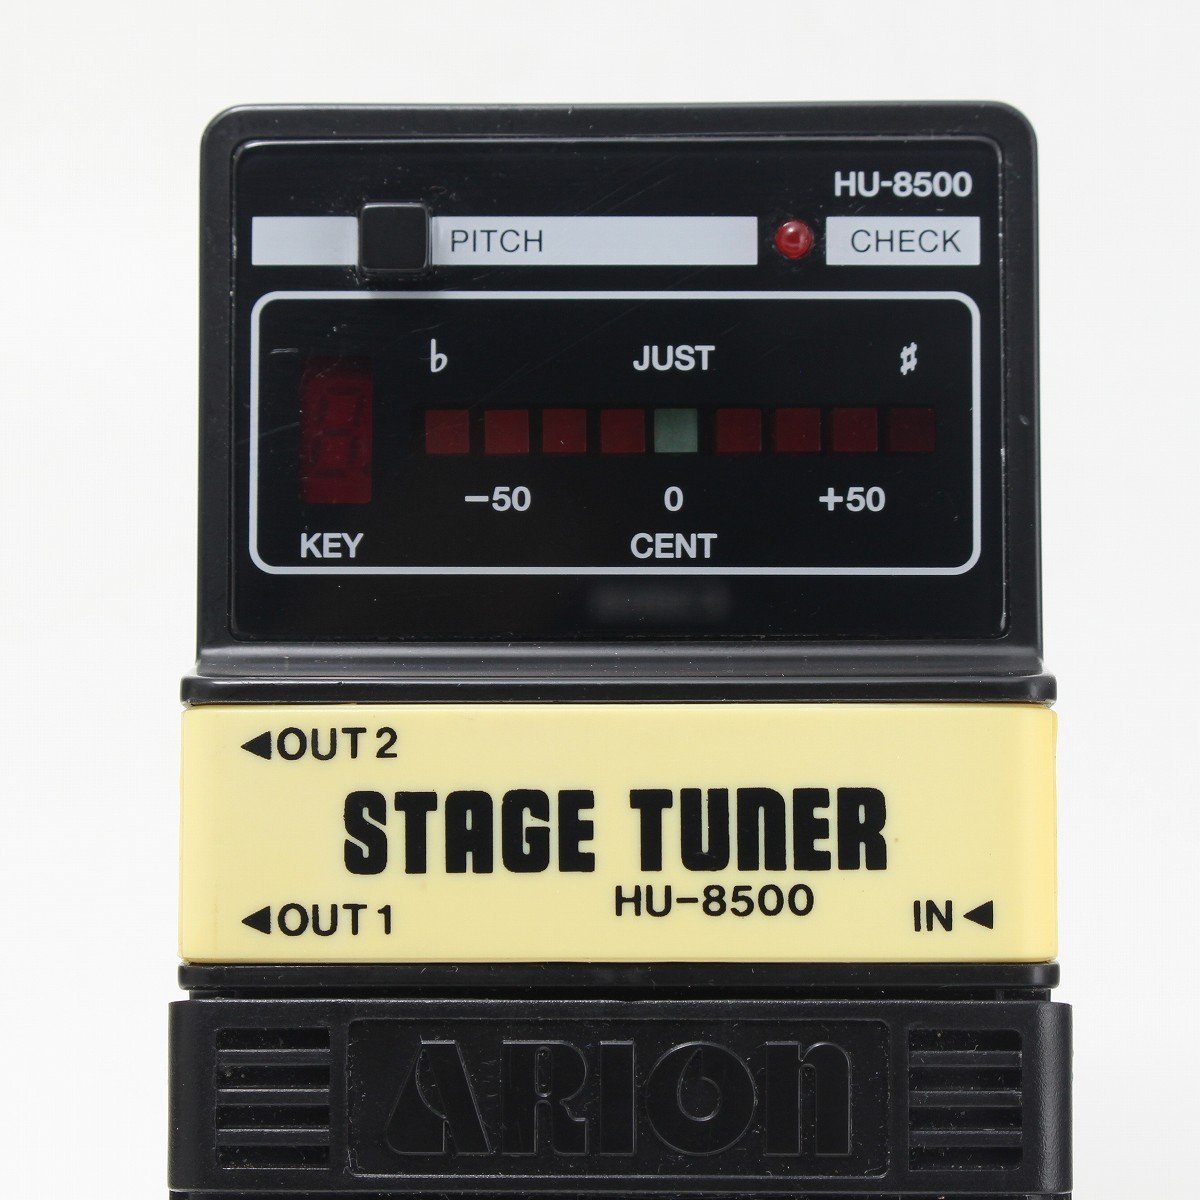 HU-8500
PITCH CHECK
♭ JUST ♯
−50 0 +50
KEY CENT
◀OUT 2
STAGE TUNER
HU-8500
◀OUT 1 IN◀
ARION